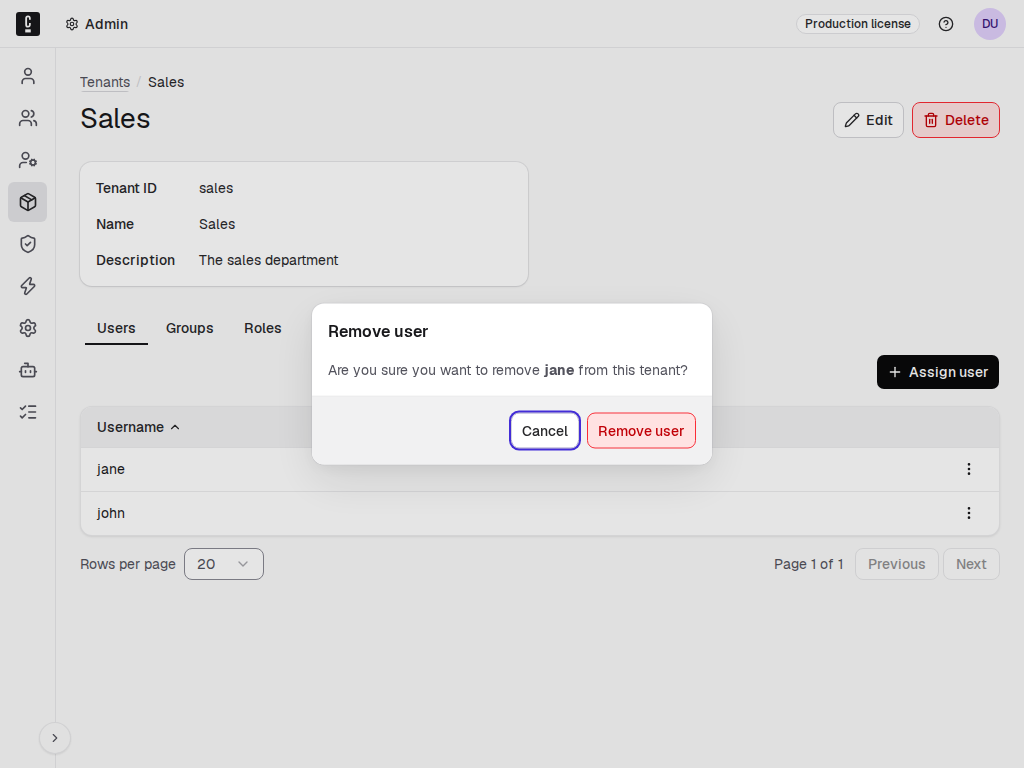 Admin
Production license
DU
Tenants / Sales
Sales
Edit
Delete
Tenant ID sales
Name Sales
Description The sales department
Users Groups Roles
Remove user
Are you sure you want to remove jane from this tenant?
Cancel
Remove user
Assign user
Username
jane
john
Rows per page 20
Page 1 of 1 Previous Next